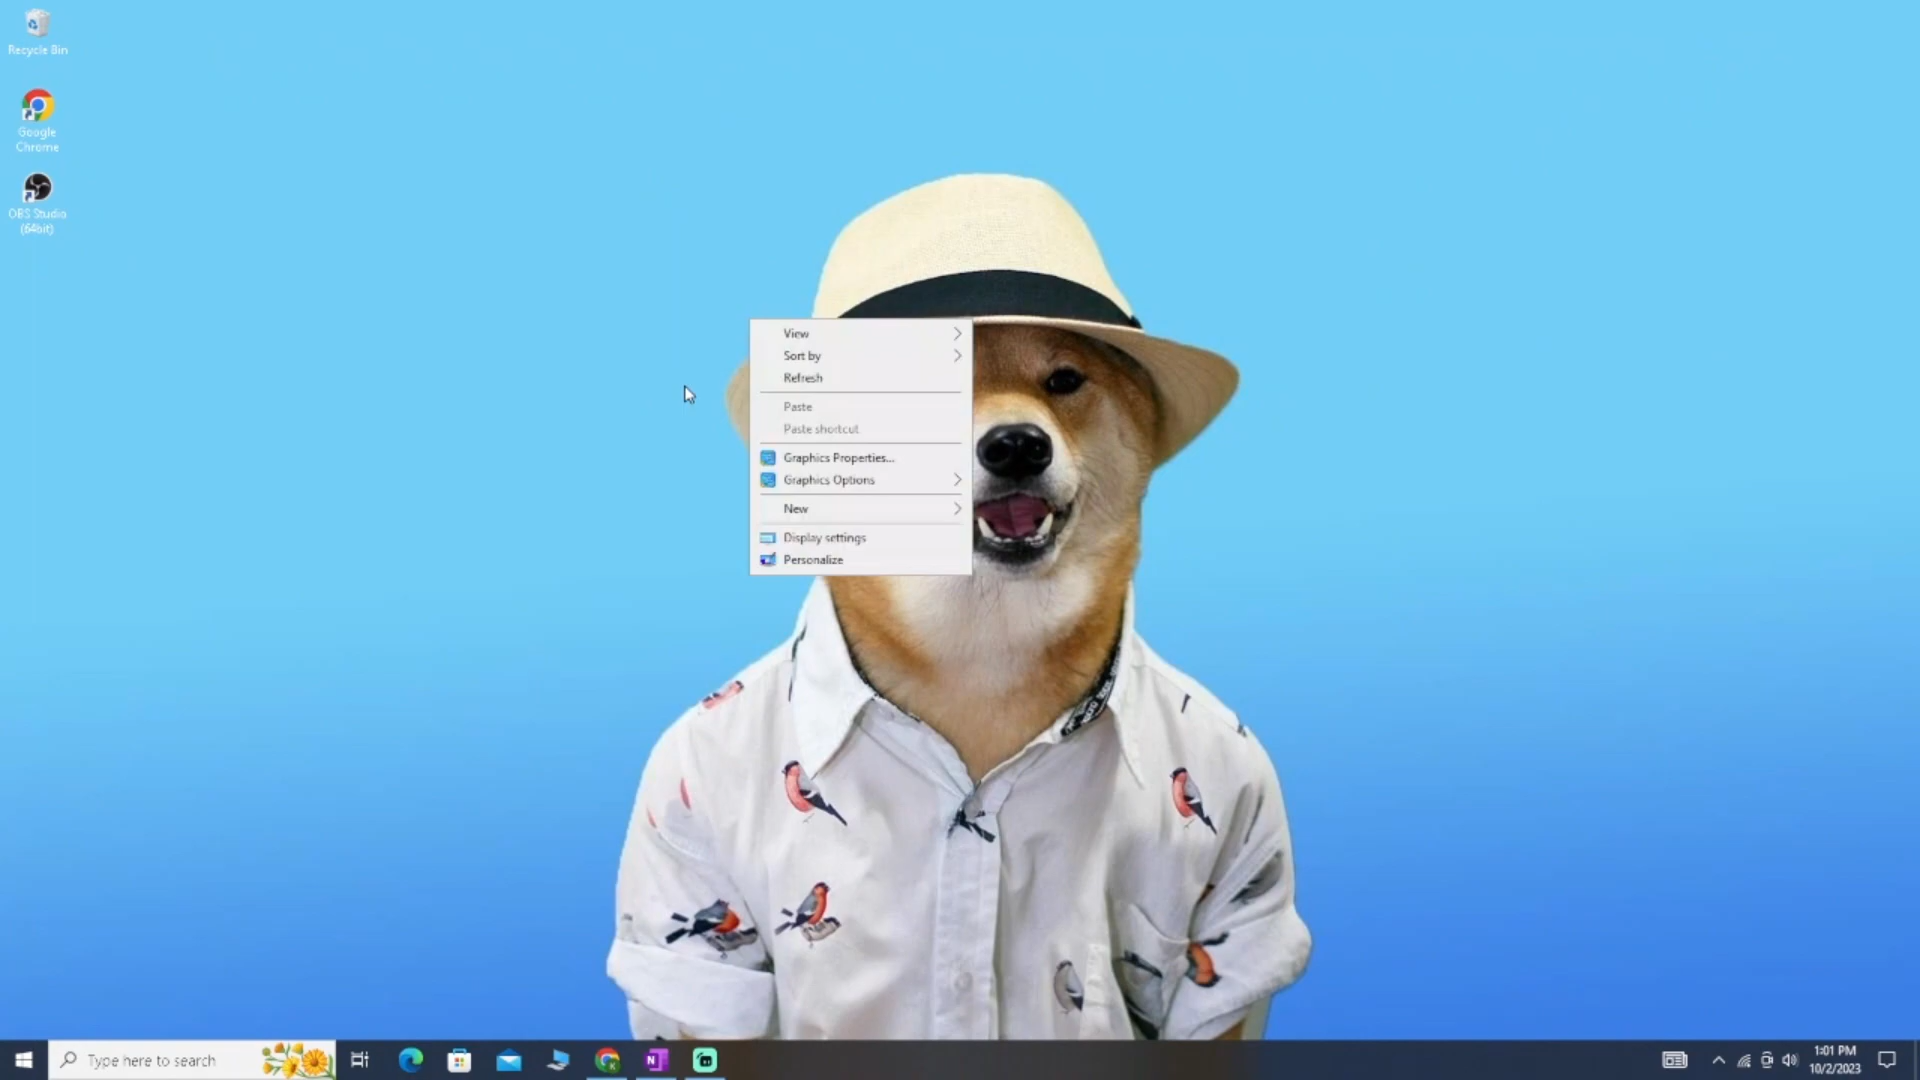 Recycle Bin
Google
Chrome
OBS Studio
(64bit)
View
Sort by
Refresh
Paste
Paste shortcut
Graphics Properties...
Graphics Options
New
Display settings
Personalize
Type here to search
1:01 PM
10/2/2023